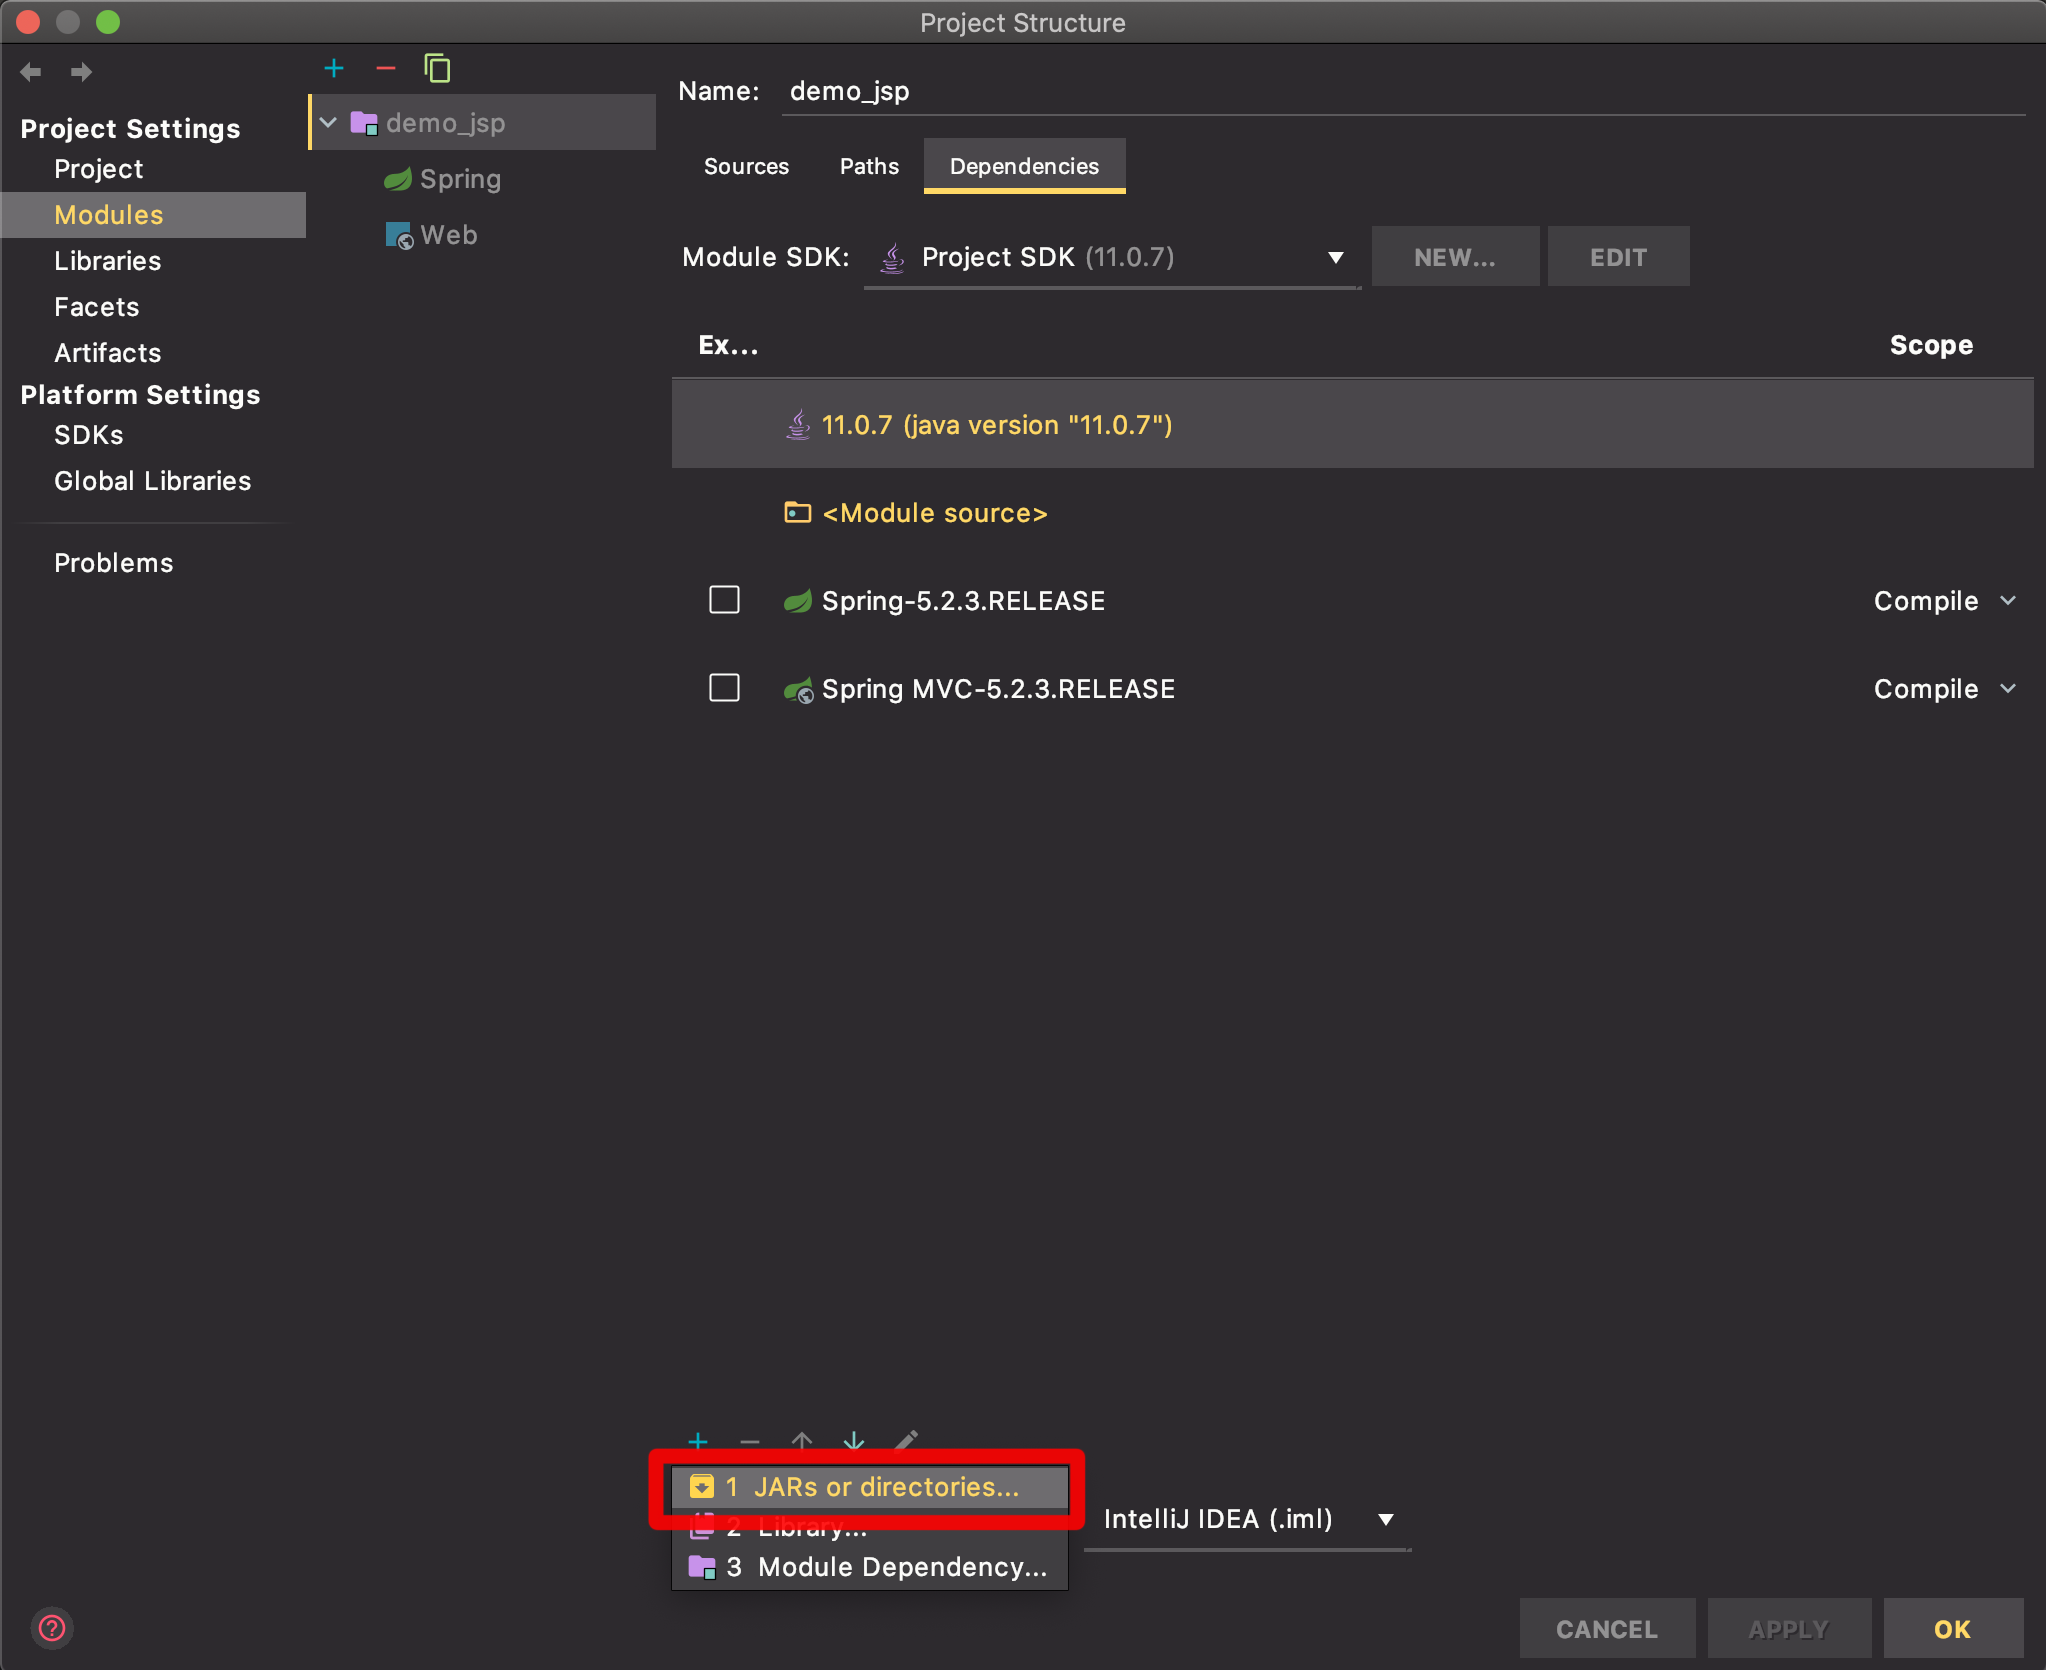 Project Structure
Project Settings
Project
Modules
Libraries
Facets
Artifacts
Platform Settings
SDKs
Global Libraries
Problems
demo_jsp
Spring
Web
Name: demo_jsp
Sources Paths Dependencies
Module SDK: Project SDK (11.0.7) NEW... EDIT
Ex... Scope
11.0.7 (java version "11.0.7")
<Module source>
Spring-5.2.3.RELEASE Compile
Spring MVC-5.2.3.RELEASE Compile
1 JARs or directories...
2 Library...
3 Module Dependency...
IntelliJ IDEA (.iml)
?
CANCEL APPLY OK